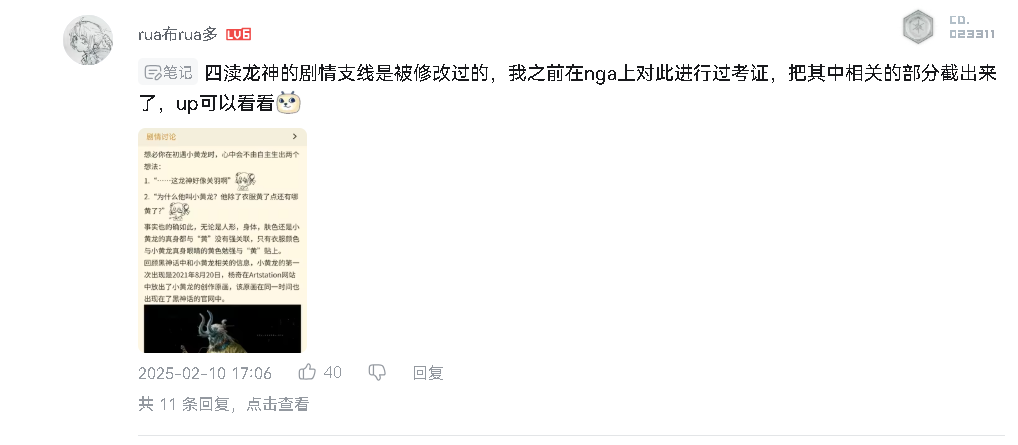 rua布rua多 LV6
CO.
023311
笔记 四渎龙神的剧情支线是被修改过的，我之前在nga上对此进行过考证，把其中相关的部分截出来
了，up可以看看
剧情讨论
想必你在初遇小黄龙时，心中会不由自主生出两个
想法：
1.“……这龙神好像关羽啊”
2.“为什么他叫小黄龙？他除了衣服黄了点还有哪
黄了？”
事实也的确如此，无论是人形，身体，肤色还是小
黄龙的真身都与“黄”没有强关联，只有衣服颜色
与小黄龙真身眼睛的黄色勉强与“黄”贴上。
回顾黑神话中和小黄龙相关的信息，小黄龙的第一
次出现是2021年8月20日，杨奇在Artstation网站
中放出了小黄龙的创作原画，该原画在同一时间也
出现在了黑神话的官网中。
2025-02-10 17:06 40 回复
共 11 条回复，点击查看